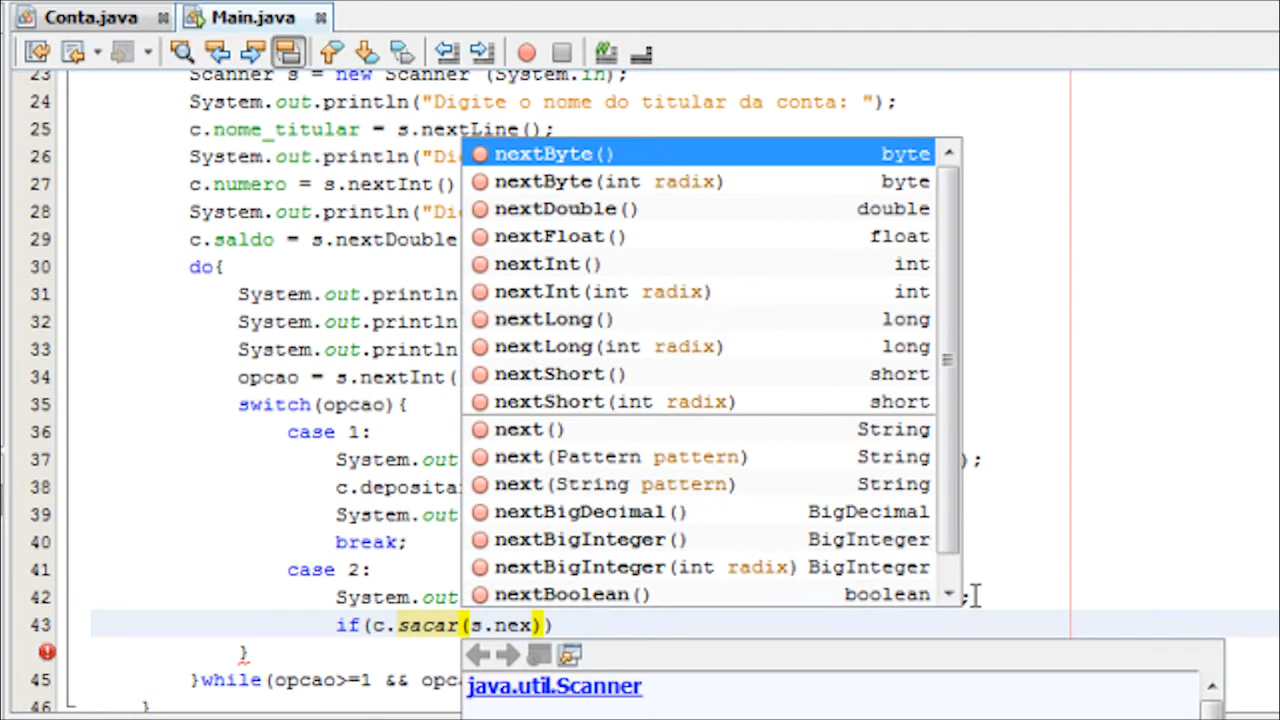 Conta.java
Main.java
23 Scanner s = new Scanner (System.in);
24 System.out.println("Digite o nome do titular da conta: ");
25 c.nome_titular = s.nextLine();
26 System.out.println("Di
27 c.numero = s.nextInt()
28 System.out.println("Di
29 c.saldo = s.nextDouble
30 do{
31 System.out.println
32 System.out.println
33 System.out.println
34 opcao = s.nextInt(
35 switch(opcao){
36 case 1:
37 System.out );
38 c.depositar
39 System.out
40 break;
41 case 2:
42 System.out ;
43 if(c.sacar(s.nex))
}
45 }while(opcao>=1 && opc
46 }
nextByte() byte
nextByte(int radix) byte
nextDouble() double
nextFloat() float
nextInt() int
nextInt(int radix) int
nextLong() long
nextLong(int radix) long
nextShort() short
nextShort(int radix) short
next() String
next(Pattern pattern) String
next(String pattern) String
nextBigDecimal() BigDecimal
nextBigInteger() BigInteger
nextBigInteger(int radix) BigInteger
nextBoolean() boolean
java.util.Scanner